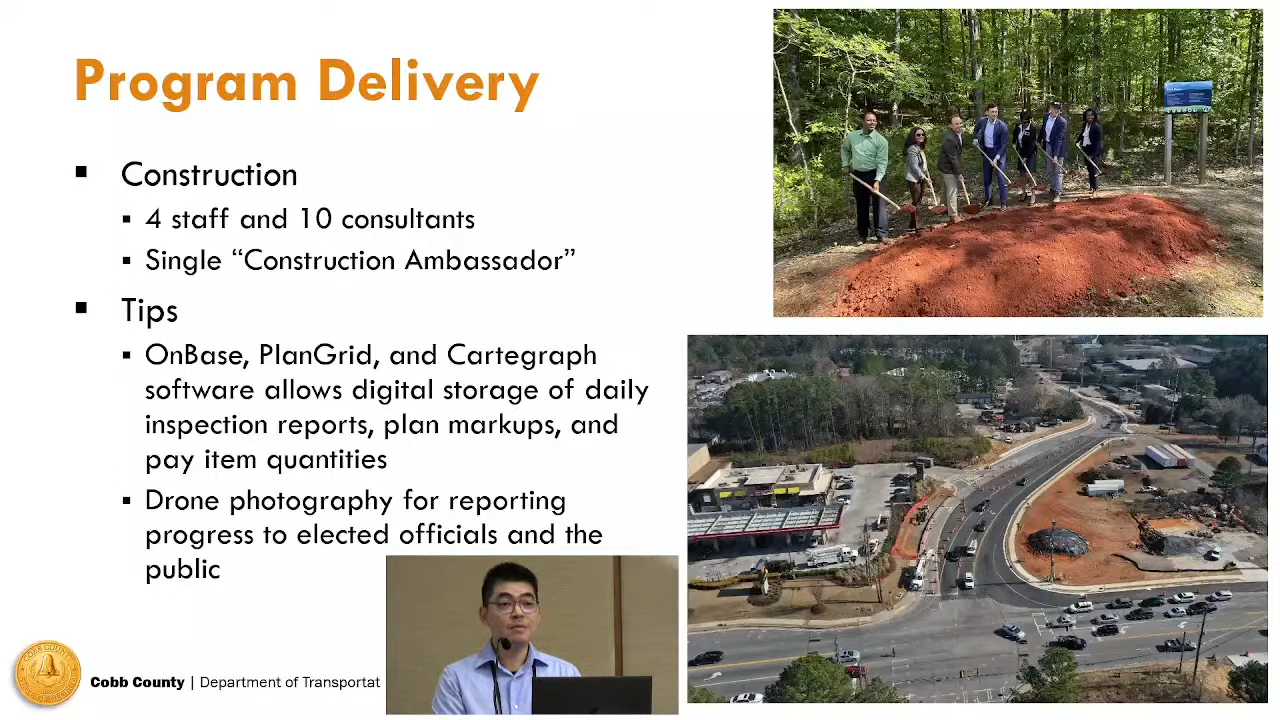 Program Delivery
Construction
4 staff and 10 consultants
Single “Construction Ambassador”
Tips
OnBase, PlanGrid, and Cartegraph
software allows digital storage of daily
inspection reports, plan markups, and
pay item quantities
Drone photography for reporting
progress to elected officials and the
public
Cobb County | Department of Transportat